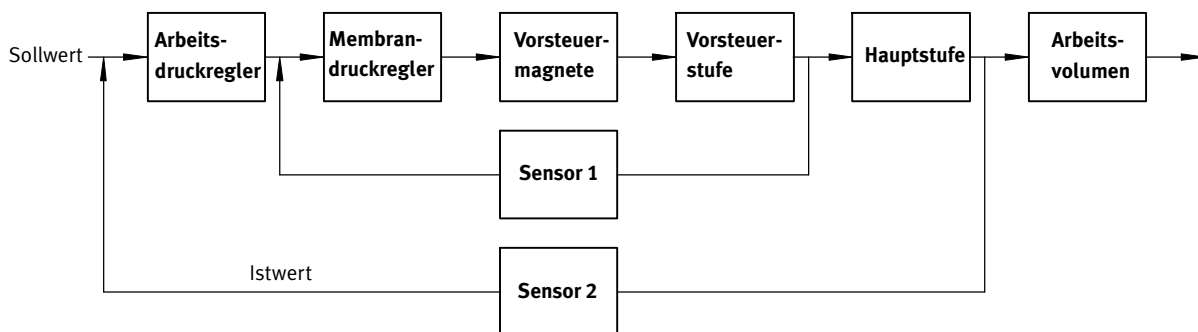 Sollwert
Arbeits-
druckregler
Membran-
druckregler
Vorsteuer-
magnete
Vorsteuer-
stufe
Hauptstufe
Arbeits-
volumen
Sensor 1
Istwert
Sensor 2